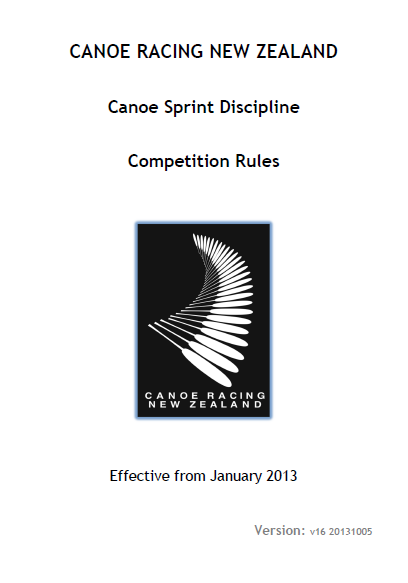 CANOE RACING NEW ZEALAND
Canoe Sprint Discipline
Competition Rules
CANOE RACING
NEW ZEALAND
Effective from January 2013
Version: v16 20131005